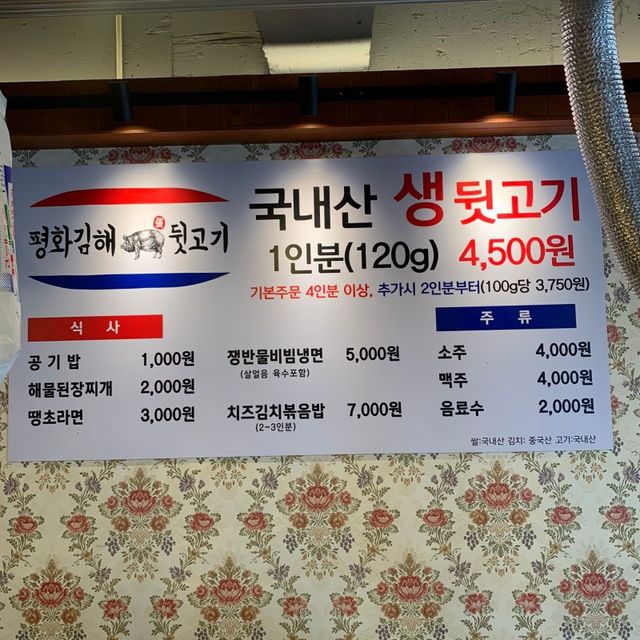 평화김해 뒷고기
국내산 생 뒷고기
1인분(120g) 4,500원
기본주문 4인분 이상, 추가시 2인분부터(100g당 3,750원)
식 사
공 기 밥 1,000원
해물된장찌개 2,000원
땡초라면 3,000원
쟁반물비빔냉면 5,000원
(살얼음 육수포함)
치즈김치볶음밥 7,000원
(2~3인분)
주 류
소주 4,000원
맥주 4,000원
음료수 2,000원
쌀:국내산 김치: 중국산 고기:국내산